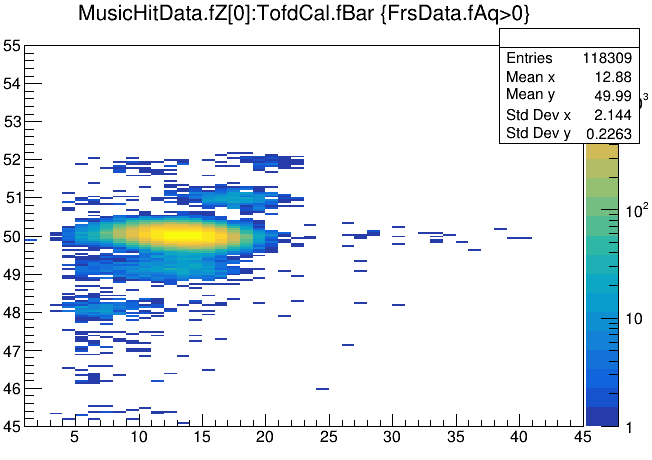 MusicHitData.fZ[0]:TofdCal.fBar {FrsData.fAq>0}
Entries 118309
Mean x 12.88
Mean y 49.99
Std Dev x 2.144
Std Dev y 0.2263
55
54
53
52
51
50
49
48
47
46
45
5 10 15 20 25 30 35 40 45
10²
10
1